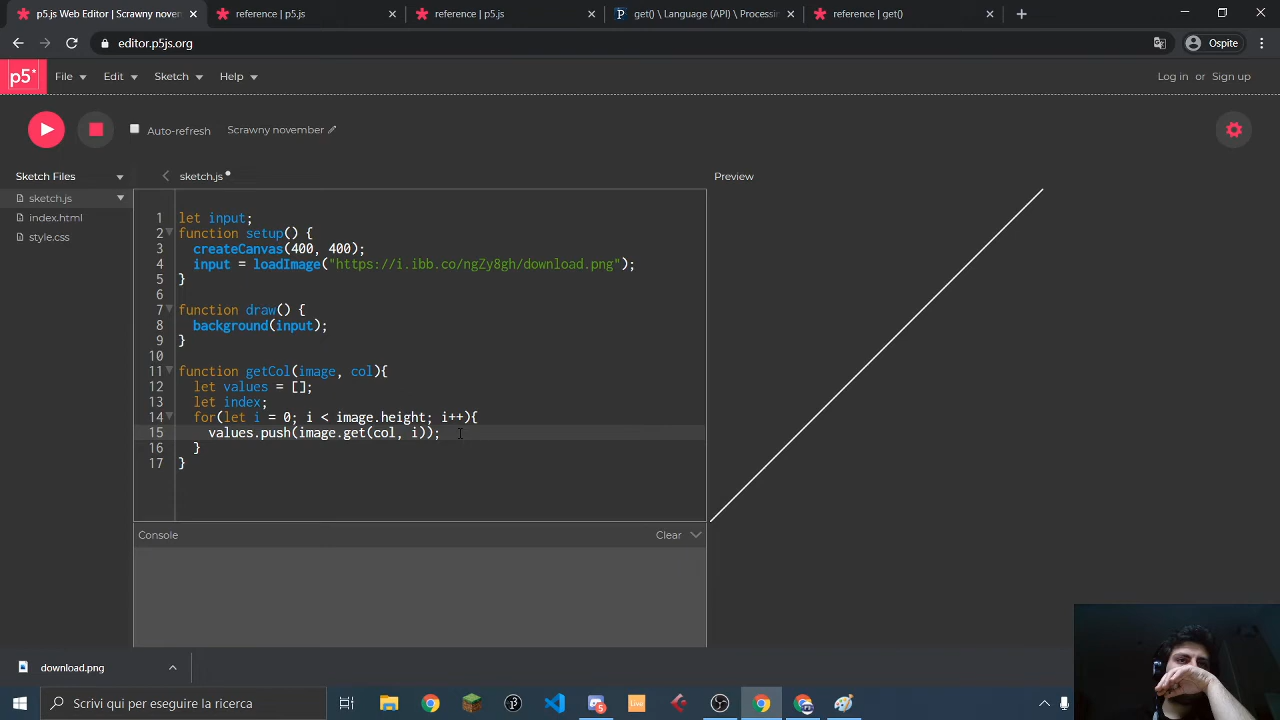 p5.js Web Editor | Scrawny noven
reference | p5.js
reference | p5.js
get() \ Language (API) \ Processin
reference | get()
editor.p5js.org
Ospite
p5*
File
Edit
Sketch
Help
Log in or Sign up
Auto-refresh
Scrawny november
Sketch Files
sketch.js
Preview
sketch.js
index.html
style.css
1 let input;
2 function setup() {
3 createCanvas(400, 400);
4 input = loadImage("https://i.ibb.co/ngZy8gh/download.png");
5 }
6
7 function draw() {
8 background(input);
9 }
10
11 function getCol(image, col){
12 let values = [];
13 let index;
14 for(let i = 0; i < image.height; i++){
15 values.push(image.get(col, i));
16 }
17 }
Console
Clear
download.png
Scrivi qui per eseguire la ricerca
Live